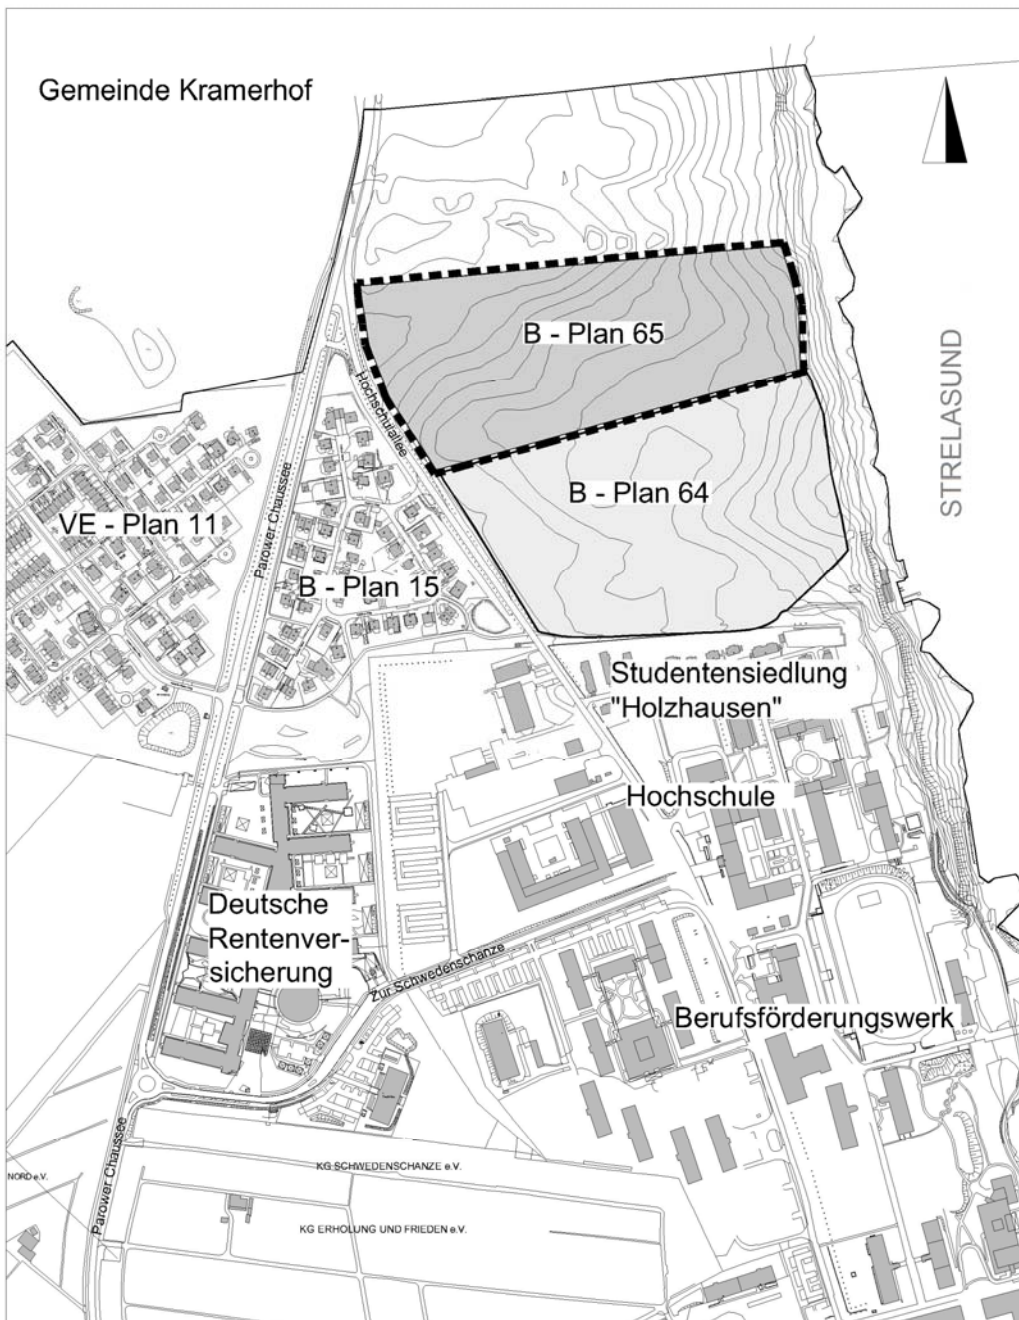 Gemeinde Kramerhof
B - Plan 65
STRELASUND
Hochschulallee
Parower Chaussee
B - Plan 64
VE - Plan 11
B - Plan 15
Studentensiedlung
"Holzhausen"
Hochschule
Deutsche
Rentenver-
sicherung
Zur Schwedenschanze
Berufsförderungswerk
Parower Chaussee
KG SCHWEDENSCHANZE e.V.
NORD e.V.
KG ERHOLUNG UND FRIEDEN e.V.